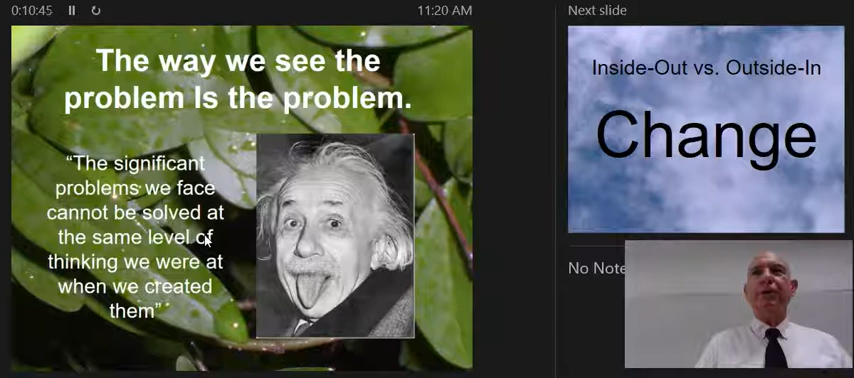 0:10:45
11:20 AM
The way we see the
problem Is the problem.
“The significant
problems we face
cannot be solved at
the same level of
thinking we were at
when we created
them”
Next slide
Inside-Out vs. Outside-In
Change
No Note